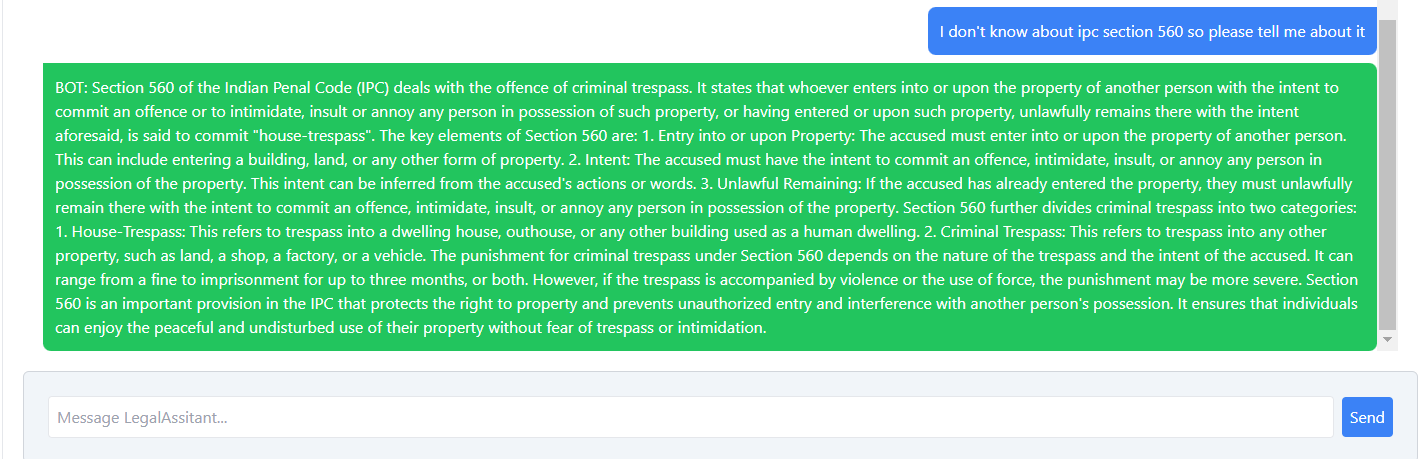 I don't know about ipc section 560 so please tell me about it
BOT: Section 560 of the Indian Penal Code (IPC) deals with the offence of criminal trespass. It states that whoever enters into or upon the property of another person with the intent to
commit an offence or to intimidate, insult or annoy any person in possession of such property, or having entered or upon such property, unlawfully remains there with the intent
aforesaid, is said to commit "house-trespass". The key elements of Section 560 are: 1. Entry into or upon Property: The accused must enter into or upon the property of another person.
This can include entering a building, land, or any other form of property. 2. Intent: The accused must have the intent to commit an offence, intimidate, insult, or annoy any person in
possession of the property. This intent can be inferred from the accused's actions or words. 3. Unlawful Remaining: If the accused has already entered the property, they must unlawfully
remain there with the intent to commit an offence, intimidate, insult, or annoy any person in possession of the property. Section 560 further divides criminal trespass into two categories:
1. House-Trespass: This refers to trespass into a dwelling house, outhouse, or any other building used as a human dwelling. 2. Criminal Trespass: This refers to trespass into any other
property, such as land, a shop, a factory, or a vehicle. The punishment for criminal trespass under Section 560 depends on the nature of the trespass and the intent of the accused. It can
range from a fine to imprisonment for up to three months, or both. However, if the trespass is accompanied by violence or the use of force, the punishment may be more severe. Section
560 is an important provision in the IPC that protects the right to property and prevents unauthorized entry and interference with another person's possession. It ensures that individuals
can enjoy the peaceful and undisturbed use of their property without fear of trespass or intimidation.
Message LegalAssitant...
Send